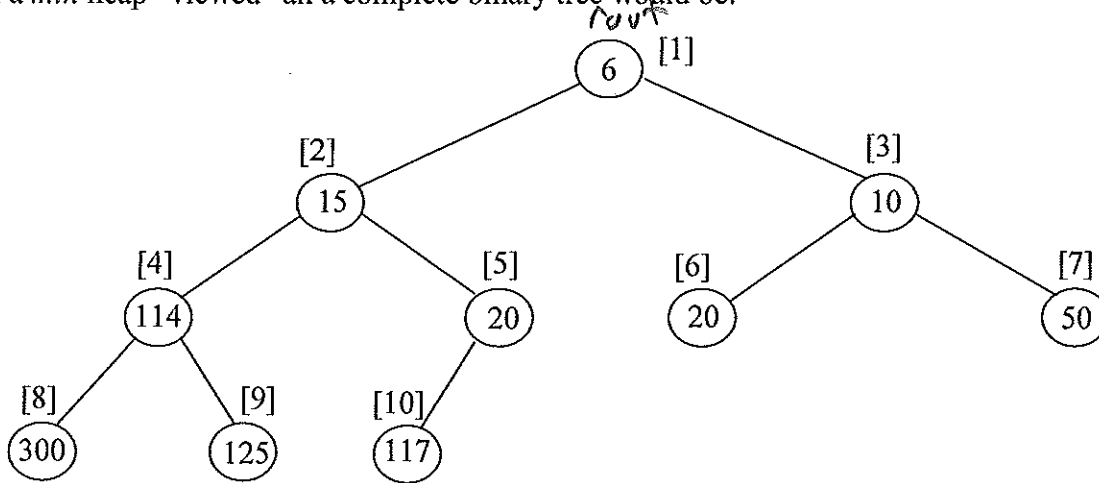 a min heap "viewed" an a complete binary tree would be:
root
6 [1]
[2] [3]
15 10
[4] [5] [6] [7]
114 20 20 50
[8] [9] [10]
300 125 117